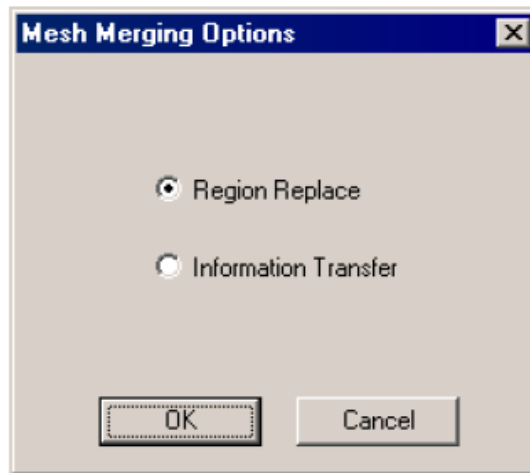 Mesh Merging Options
Region Replace
Information Transfer
OK Cancel